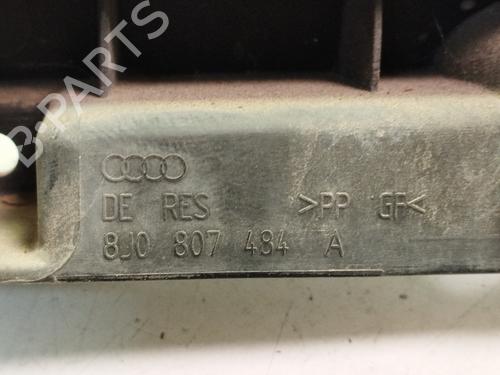 B-PARTS
DE RES >PP GF<
8J0 807 484 A